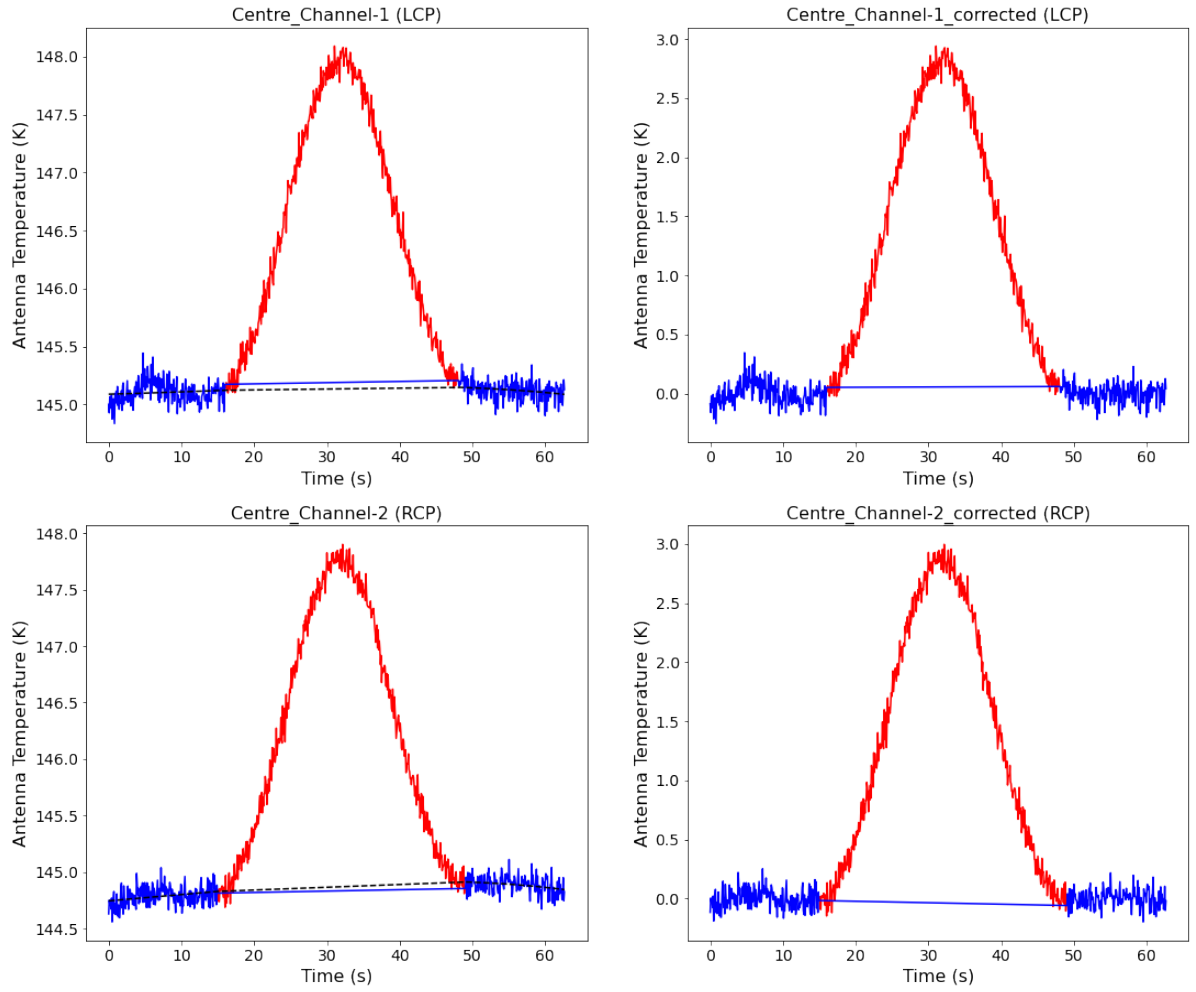 Centre_Channel-1 (LCP)
Antenna Temperature (K)
148.0
147.5
147.0
146.5
146.0
145.5
145.0
0 10 20 30 40 50 60
Time (s)
Centre_Channel-1_corrected (LCP)
Antenna Temperature (K)
3.0
2.5
2.0
1.5
1.0
0.5
0.0
0 10 20 30 40 50 60
Time (s)
Centre_Channel-2 (RCP)
Antenna Temperature (K)
148.0
147.5
147.0
146.5
146.0
145.5
145.0
144.5
0 10 20 30 40 50 60
Time (s)
Centre_Channel-2_corrected (RCP)
Antenna Temperature (K)
3.0
2.5
2.0
1.5
1.0
0.5
0.0
0 10 20 30 40 50 60
Time (s)